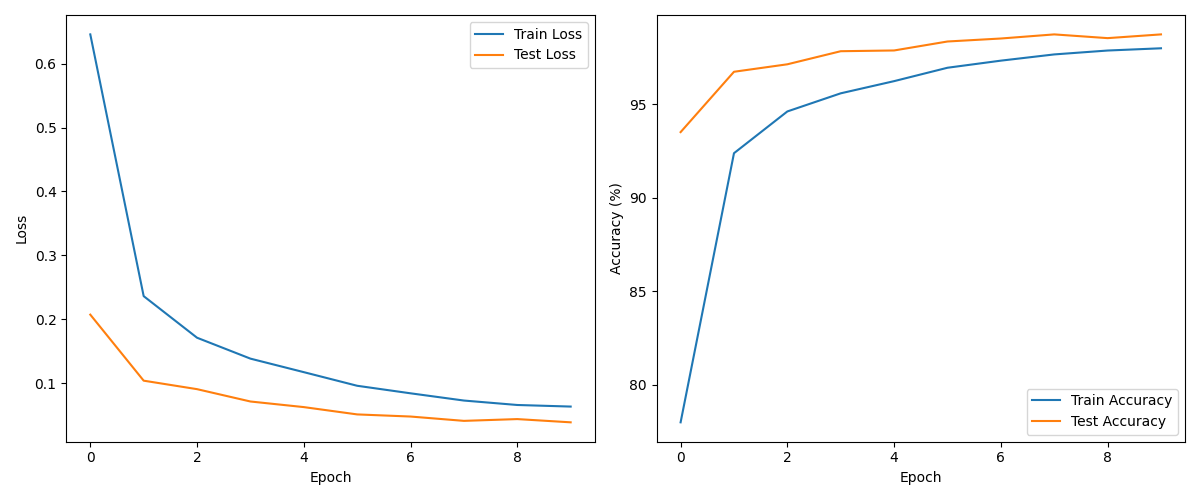 Train Loss
Test Loss
0.6
0.5
0.4
0.3
0.2
0.1
Loss
0 2 4 6 8
Epoch
95
90
85
80
Accuracy (%)
Train Accuracy
Test Accuracy
0 2 4 6 8
Epoch